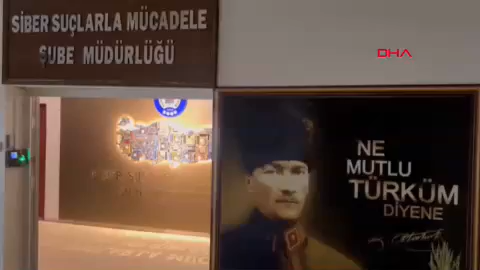 SİBER SUÇLARLA MÜCADELE
ŞUBE MÜDÜRLÜĞÜ
DHA
NE
MUTLU
TÜRKÜM
DİYENE